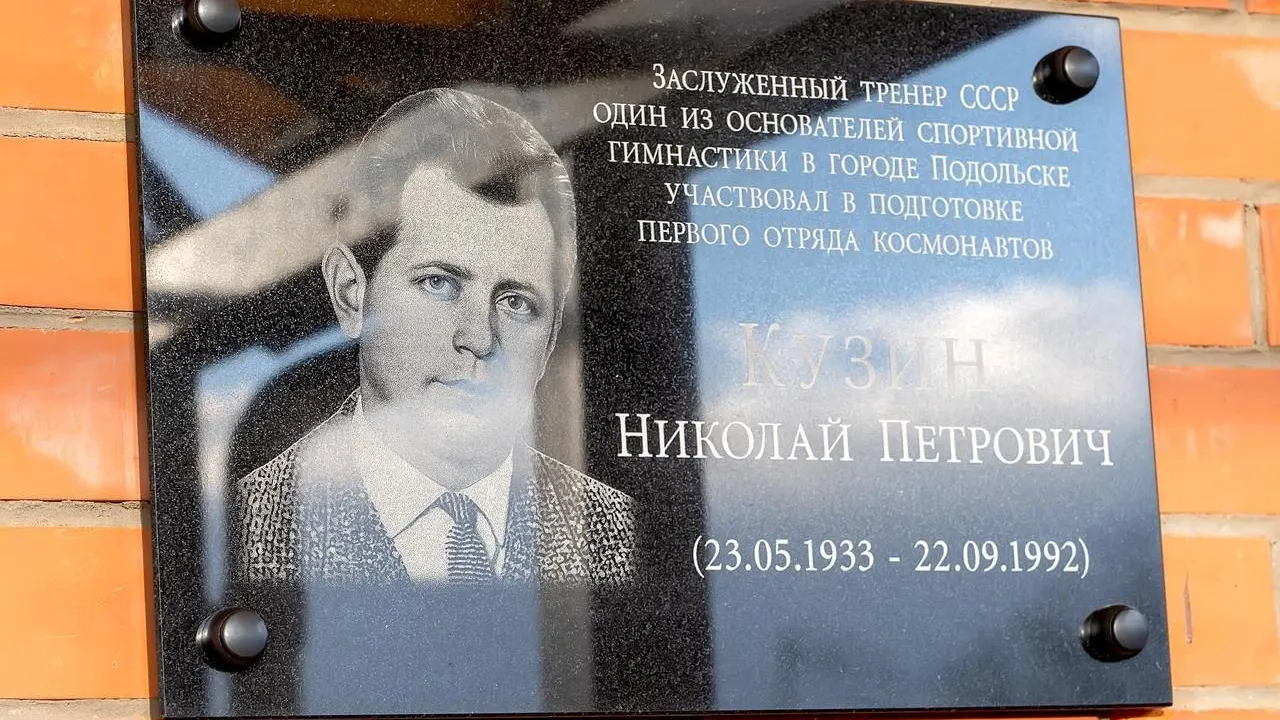 Заслуженный тренер СССР
один из основателей спортивной
гимнастики в городе Подольске
участвовал в подготовке
первого отряда космонавтов
Кузин
Николай Петрович
(23.05.1933 - 22.09.1992)